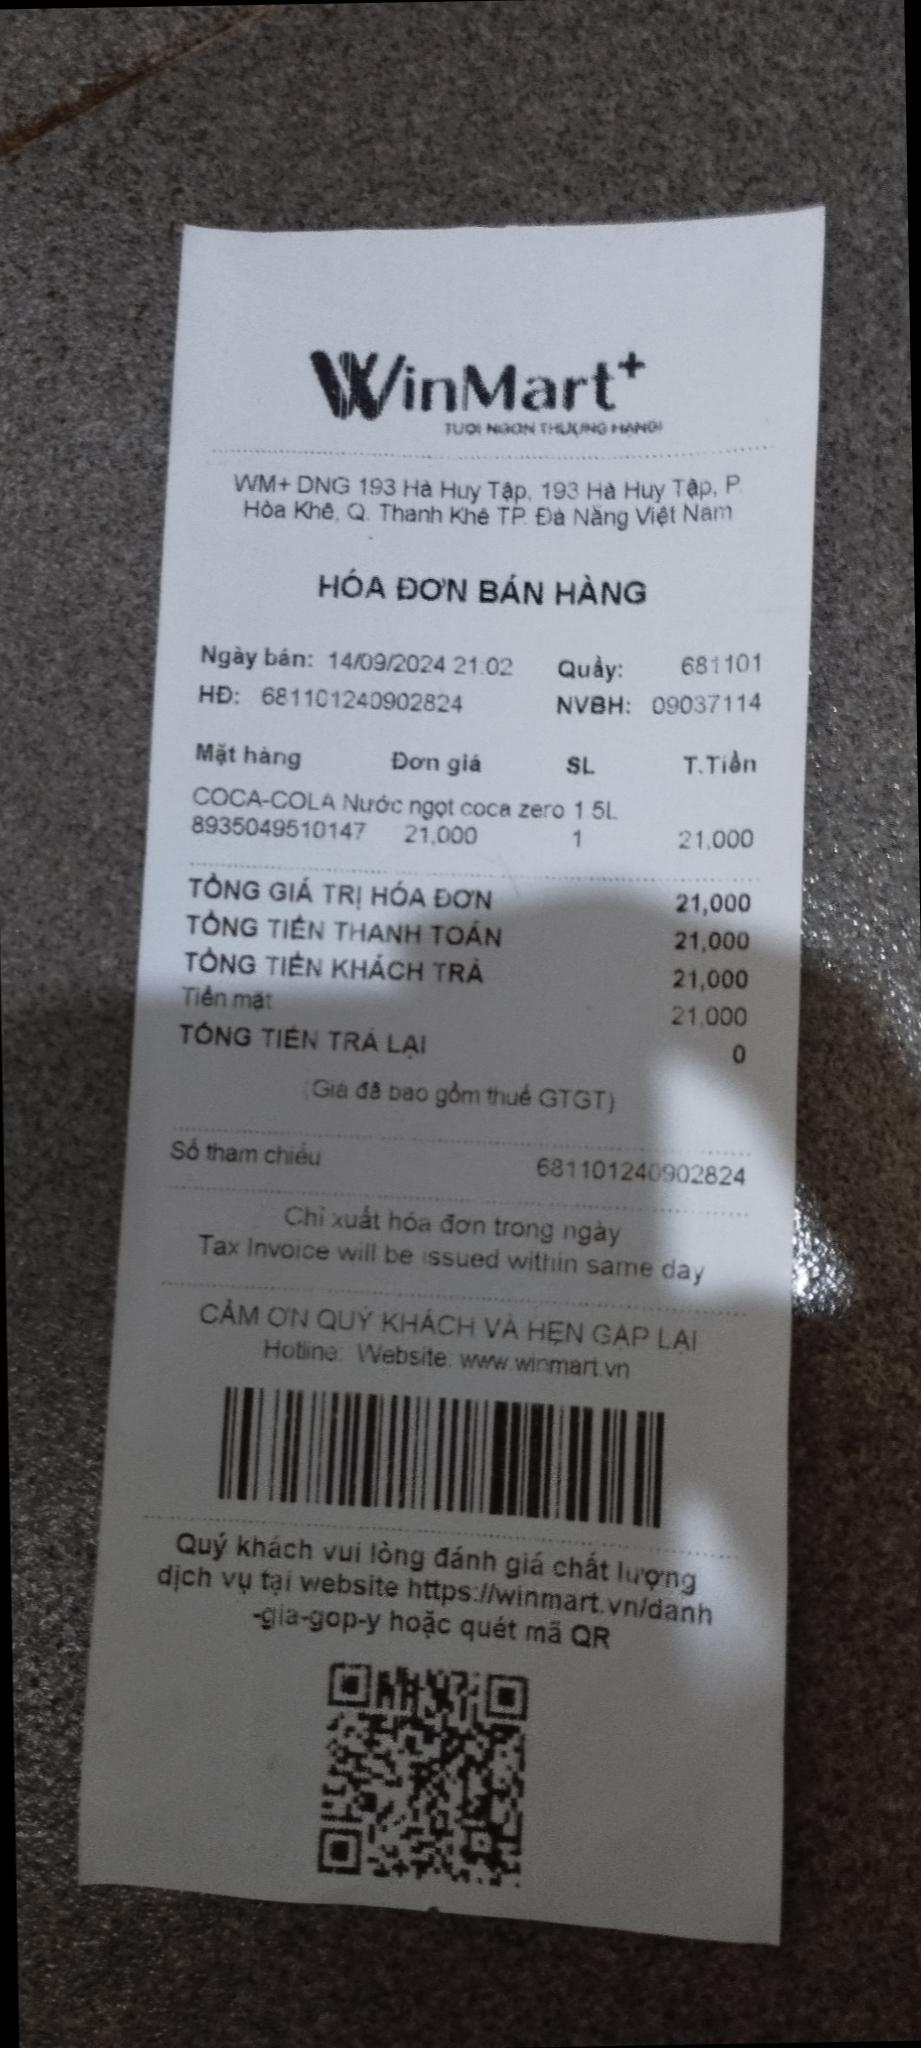 WinMart+
TƯƠI NGON THƯỢNG HẠNG!
WM+ DNG 193 Hà Huy Tập, 193 Hà Huy Tập, P.
Hòa Khê, Q. Thanh Khê TP. Đà Nẵng Việt Nam
HÓA ĐƠN BÁN HÀNG
Ngày bán: 14/09/2024 21:02 Quầy: 681101
HĐ: 681101240902824 NVBH: 09037114
Mặt hàng Đơn giá SL T.Tiền
COCA-COLA Nước ngọt coca zero 1.5L
8935049510147 21,000 1 21,000
TỔNG GIÁ TRỊ HÓA ĐƠN 21,000
TỔNG TIỀN THANH TOÁN 21,000
TỔNG TIỀN KHÁCH TRẢ 21,000
Tiền mặt 21,000
TỔNG TIỀN TRẢ LẠI 0
(Giá đã bao gồm thuế GTGT)
Số tham chiếu 681101240902824
Chỉ xuất hóa đơn trong ngày
Tax Invoice will be issued within same day
CẢM ƠN QUÝ KHÁCH VÀ HẸN GẶP LẠI
Hotline: Website: www.winmart.vn
Quý khách vui lòng đánh giá chất lượng
dịch vụ tại website https://winmart.vn/danh
-gia-gop-y hoặc quét mã QR